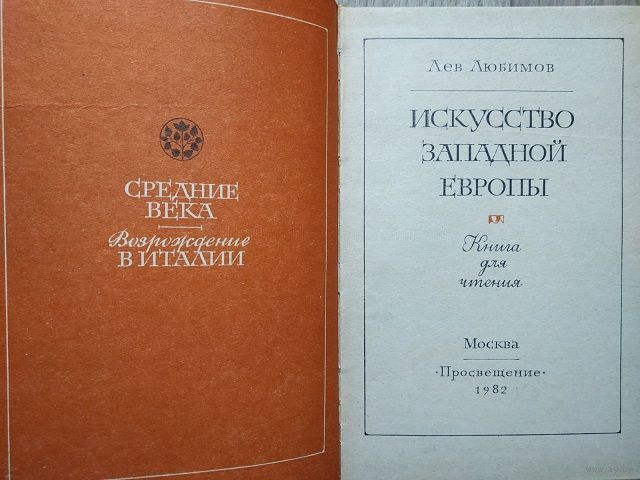 СРЕДНИЕ
ВЕКА
Возрождение
В ИТАЛИИ
Лев Любимов
ИСКУССТВО
ЗАПАДНОЙ
ЕВРОПЫ
Книга
для
чтения
Москва
·Просвещение·
1982